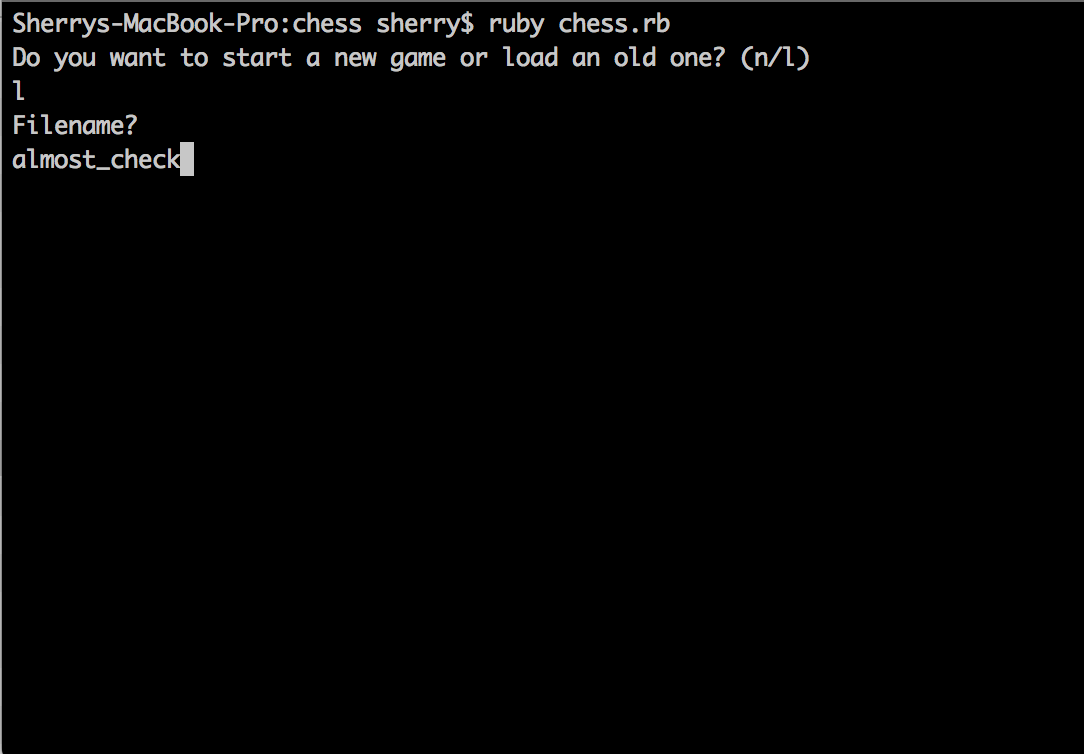 Sherrys-MacBook-Pro:chess sherry$ ruby chess.rb
Do you want to start a new game or load an old one? (n/l)
l
Filename?
almost_check